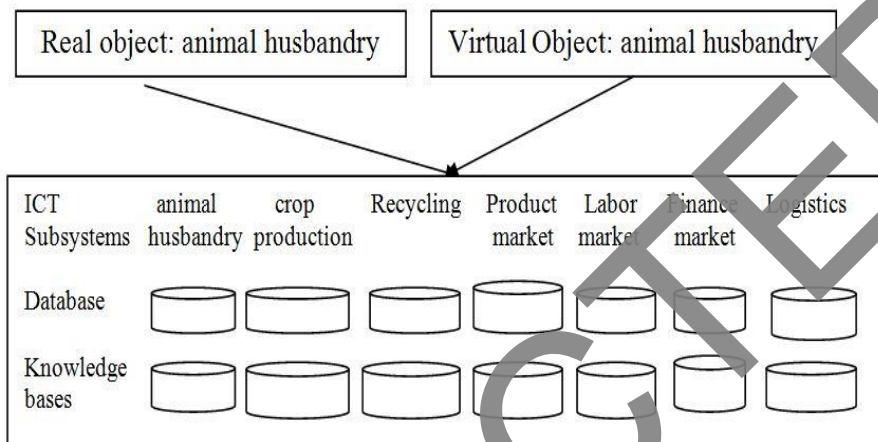 Real object: animal husbandry
Virtual Object: animal husbandry
ICT Subsystems
animal husbandry
crop production
Recycling
Product market
Labor market
Finance market
Logistics
Database
Knowledge bases
CTED